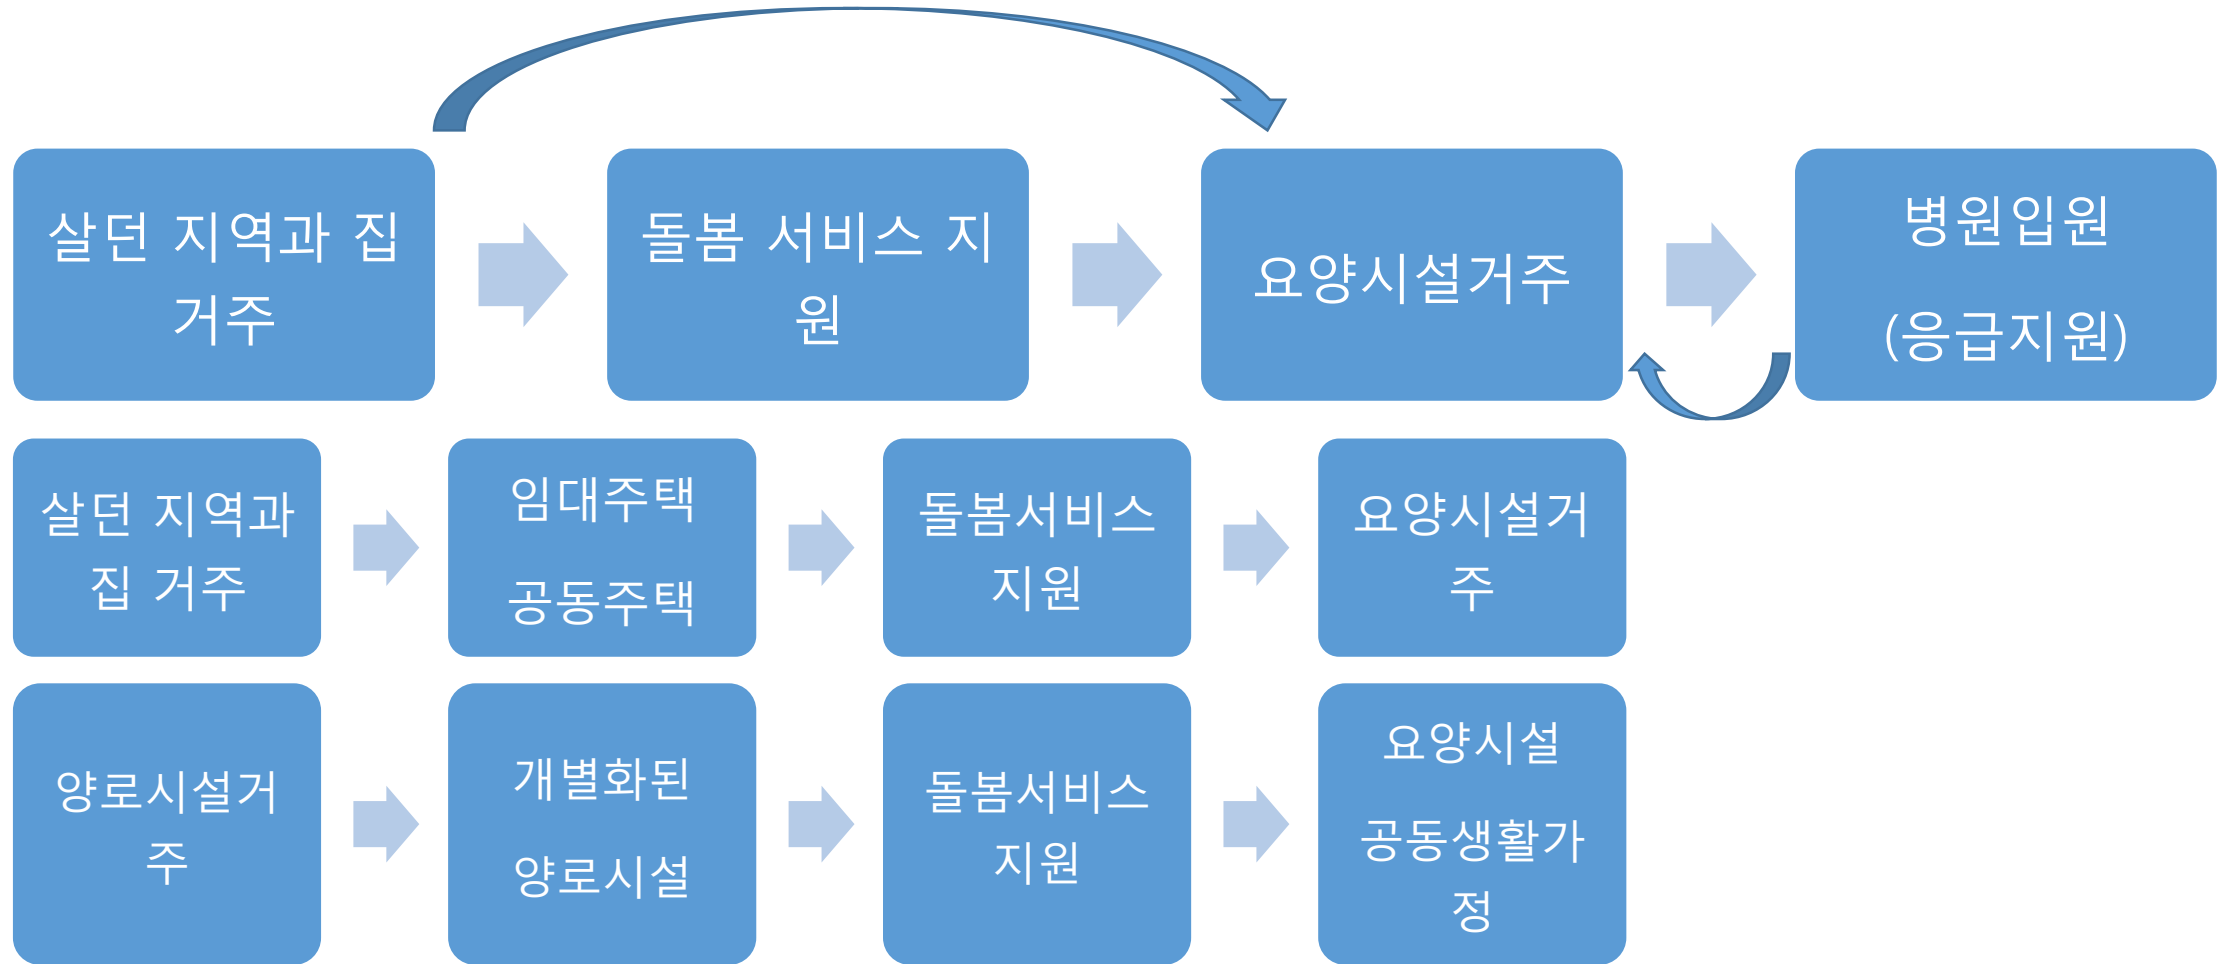 살던 지역과 집
거주
돌봄 서비스 지
원
요양시설거주
병원입원
(응급지원)
살던 지역과
집 거주
임대주택
공동주택
돌봄서비스
지원
요양시설거
주
양로시설거
주
개별화된
양로시설
돌봄서비스
지원
요양시설
공동생활가
정